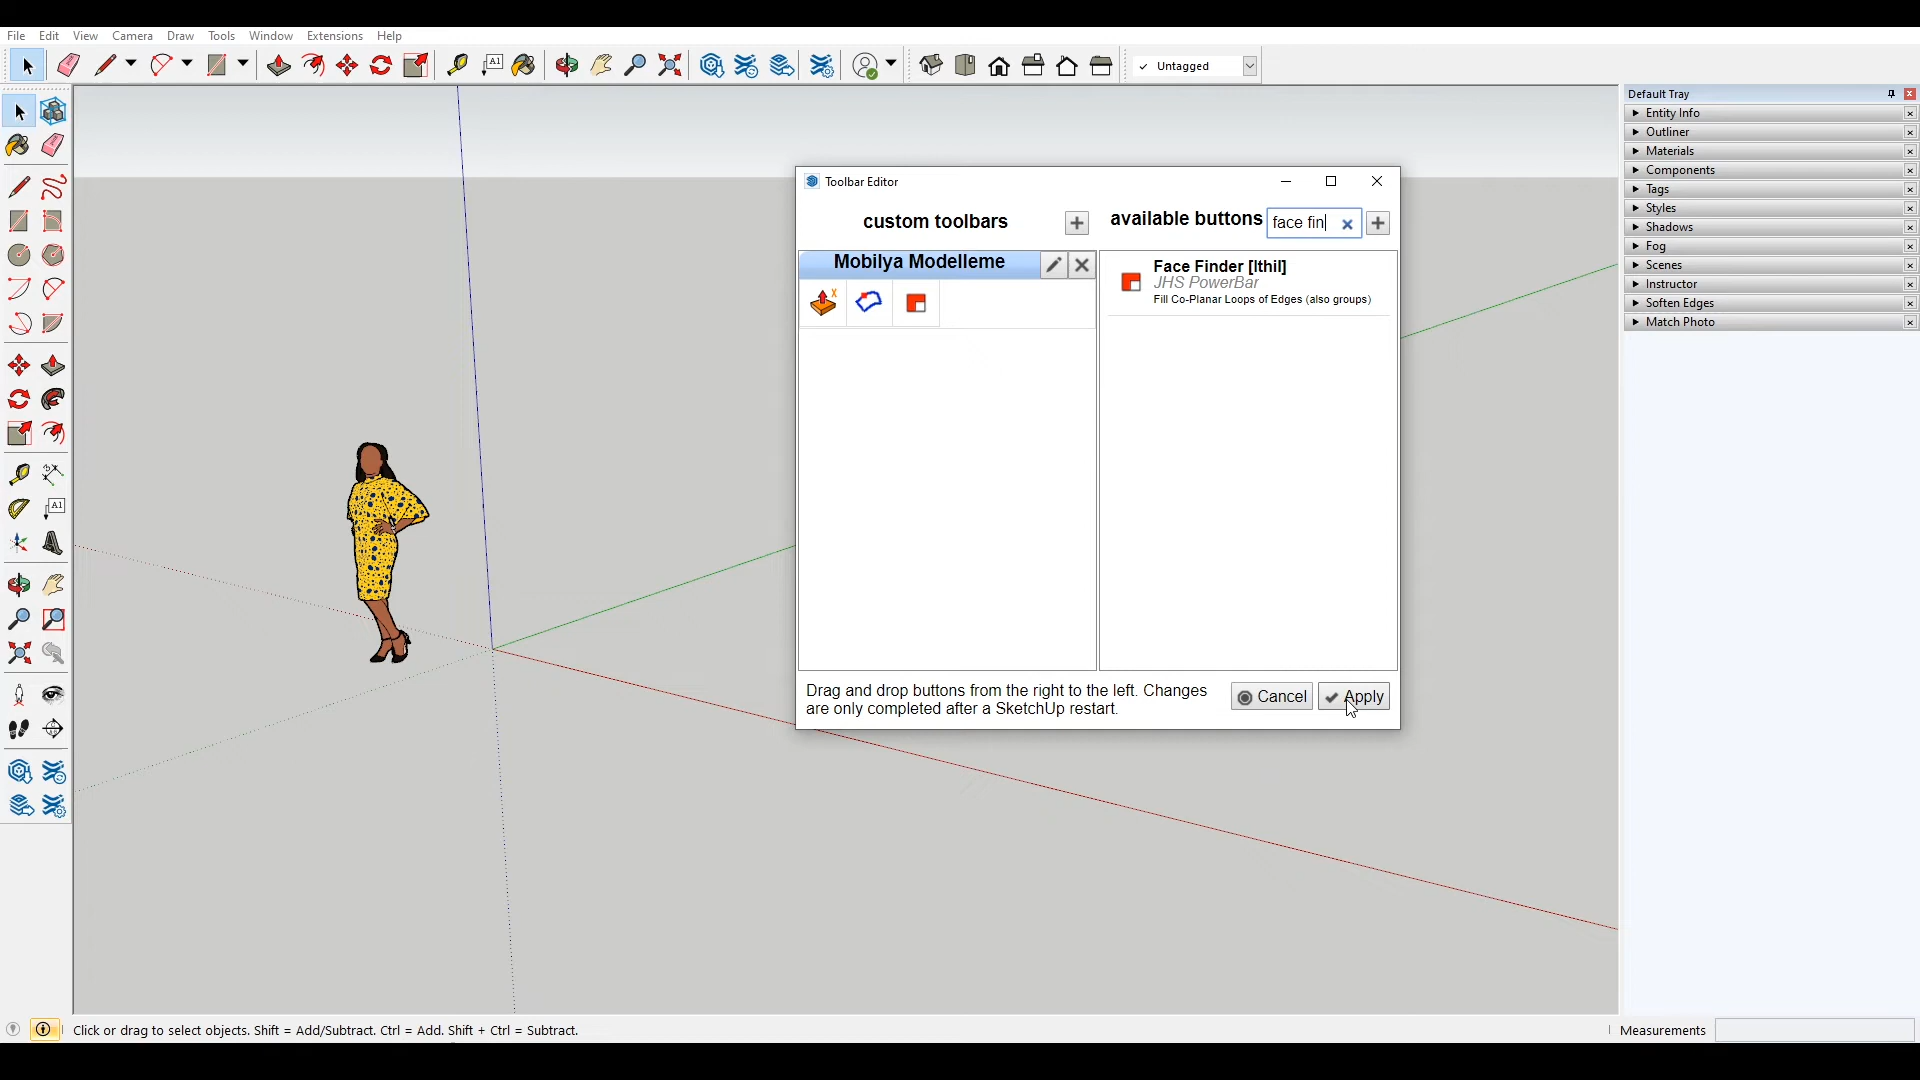 File Edit View Camera Draw Tools Window Extensions Help
A1
✓ Untagged
Default Tray
Entity Info
Outliner
Materials
Components
Tags
Styles
Shadows
Fog
Scenes
Instructor
Soften Edges
Match Photo
A1
Toolbar Editor
custom toolbars
available buttons face fin
Mobilya Modelleme
Face Finder [Ithil]
JHS PowerBar
Fill Co-Planar Loops of Edges (also groups)
Drag and drop buttons from the right to the left. Changes
are only completed after a SketchUp restart.
Cancel Apply
Click or drag to select objects. Shift = Add/Subtract. Ctrl = Add. Shift + Ctrl = Subtract.
Measurements